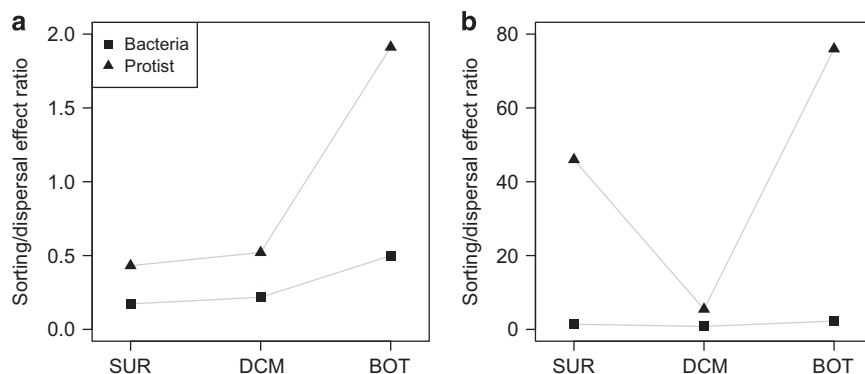 a
Sorting/dispersal effect ratio
2.0
1.5
1.0
0.5
0.0
Bacteria
Protist
SUR DCM BOT
b
Sorting/dispersal effect ratio
80
60
40
20
0
SUR DCM BOT